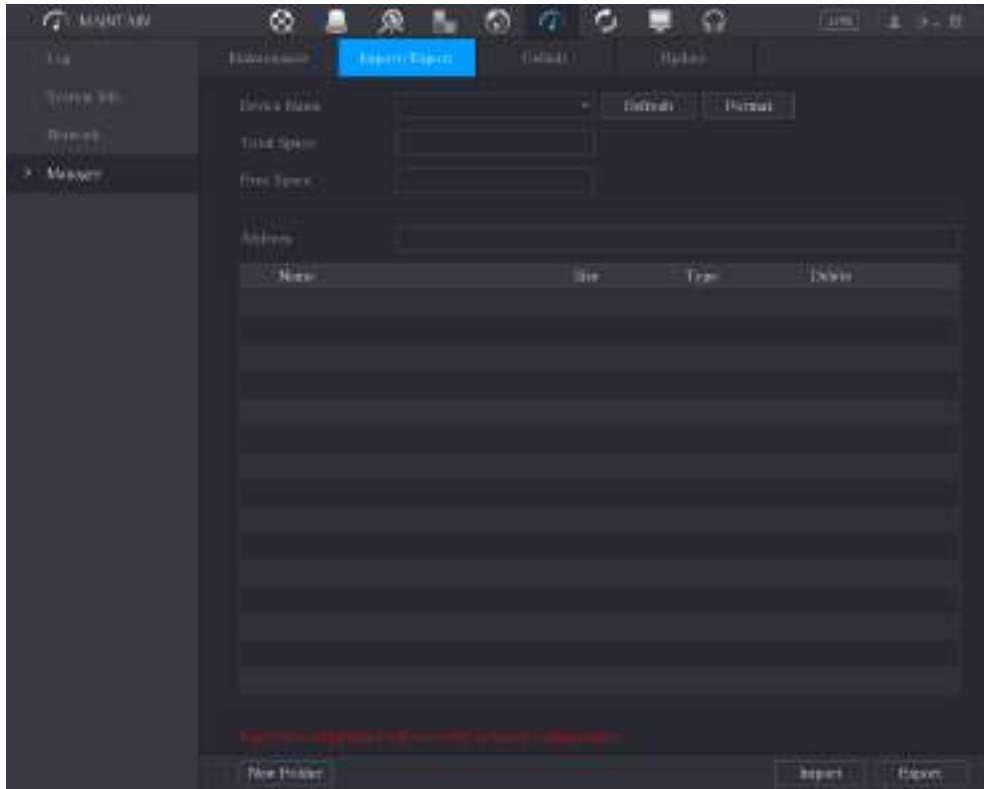 MAINTAIN
LIVE
Log
Maintenance Import/Export Default Update
System Info
Device Name Refresh Format
Network
Total Space
Manager
Free Space
Address
Name Size Type Delete
New Folder Import Export